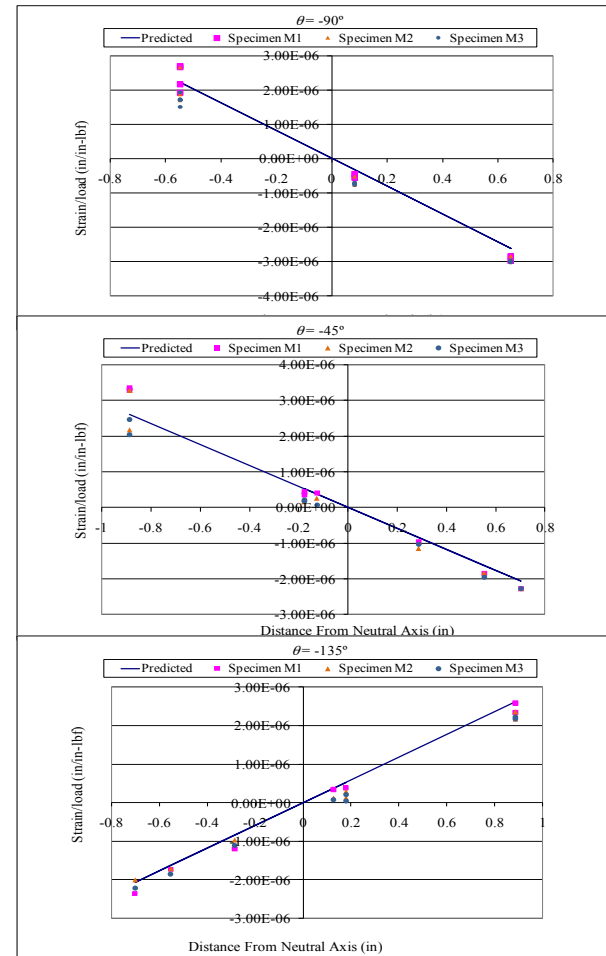 θ = -90º
Predicted Specimen M1 Specimen M2 Specimen M3
3.00E-06
2.00E-06
1.00E-06
0.00E+00
-0.8 -0.6 -0.4 -0.2 0 0.2 0.4 0.6 0.8
-1.00E-06
-2.00E-06
-3.00E-06
-4.00E-06
Strain/load (in/in-lbf)
θ = -45º
Predicted Specimen M1 Specimen M2 Specimen M3
4.00E-06
3.00E-06
2.00E-06
1.00E-06
0.00E+00
-1 -0.8 -0.6 -0.4 -0.2 0 0.2 0.4 0.6 0.8
-1.00E-06
-2.00E-06
-3.00E-06
Strain/load (in/in-lbf)
Distance From Neutral Axis (in)
θ = -135º
Predicted Specimen M1 Specimen M2 Specimen M3
3.00E-06
2.00E-06
1.00E-06
0.00E+00
-0.8 -0.6 -0.4 -0.2 0 0.2 0.4 0.6 0.8 1
-1.00E-06
-2.00E-06
-3.00E-06
Strain/load (in/in-lbf)
Distance From Neutral Axis (in)